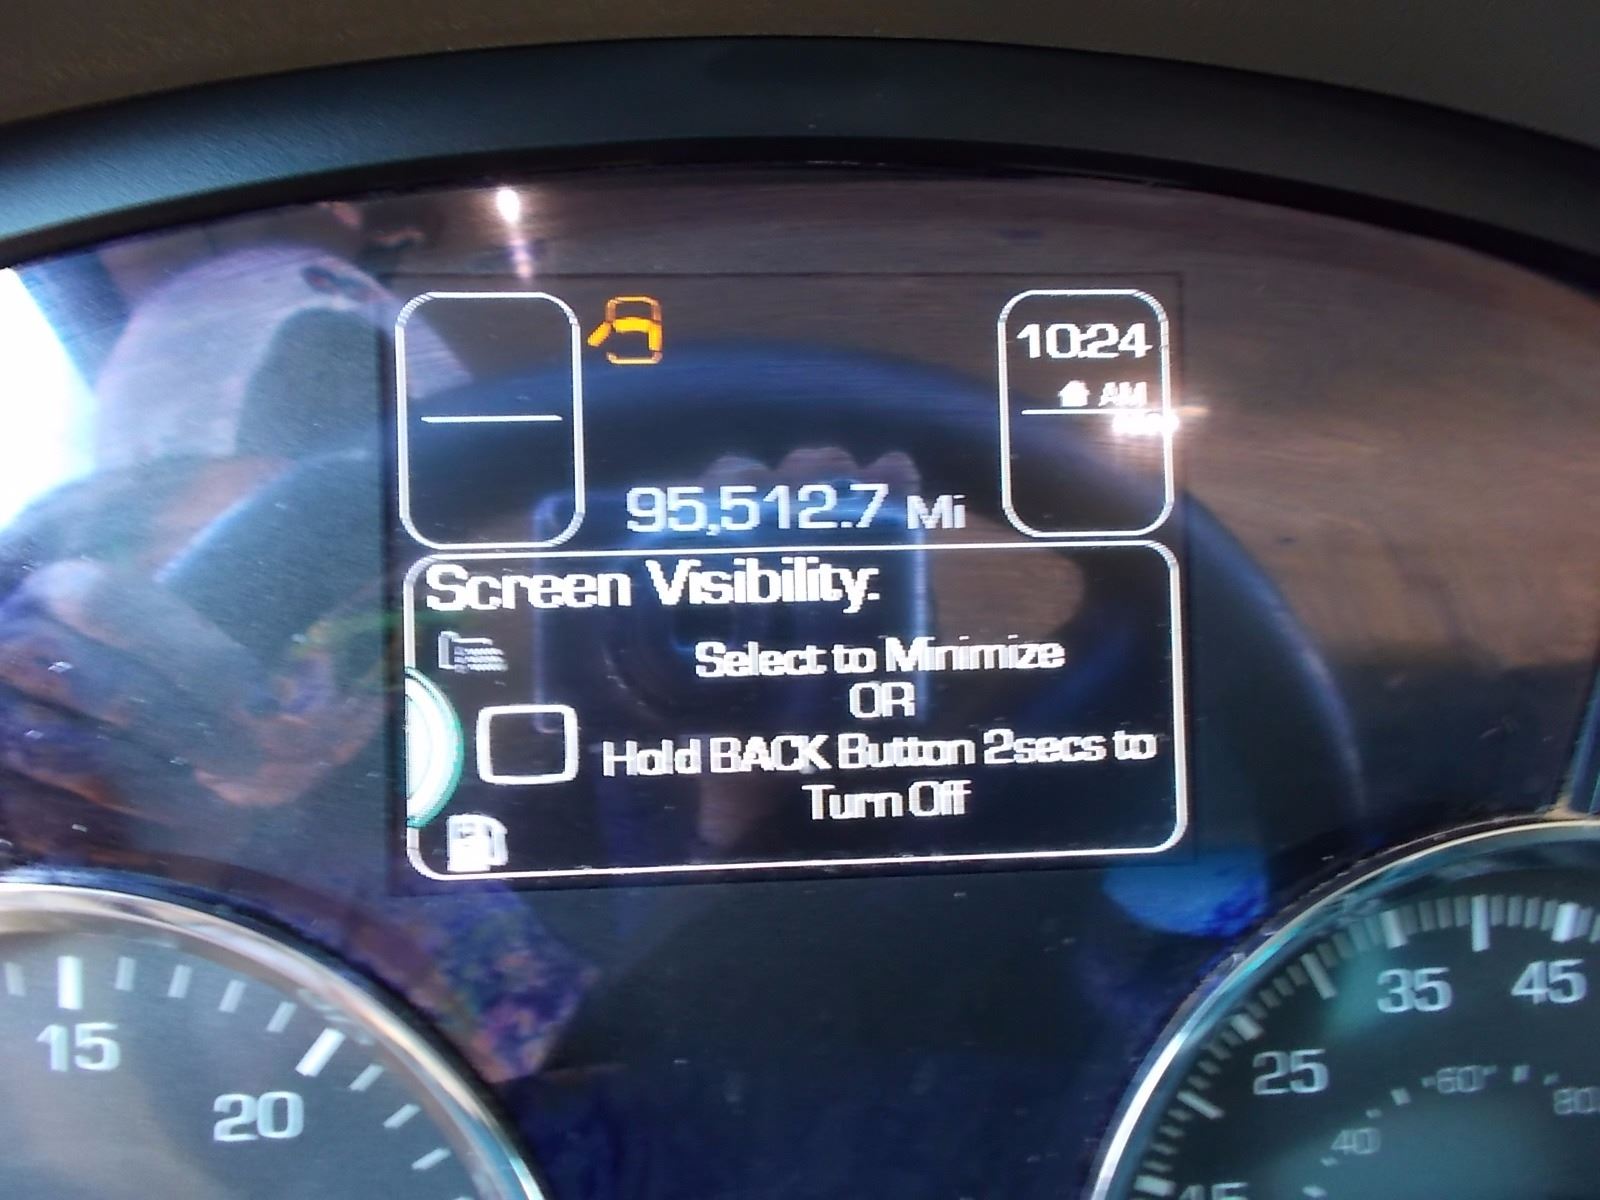 10:24
AM
95,512.7 Mi
Screen Visibility:
Select to Minimize
OR
Hold BACK Button 2secs to
Turn Off
15
20
25
35
45
40
60
80